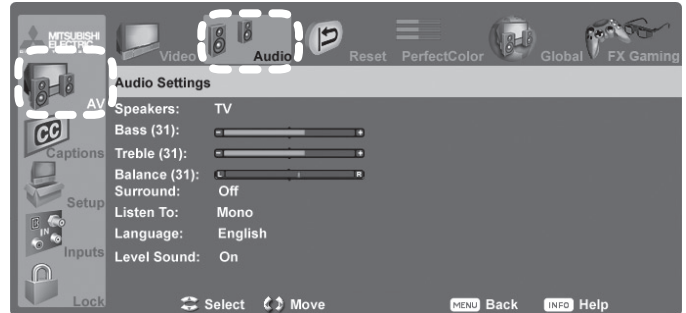 MITSUBISHI
ELECTRIC
Video
Audio
Reset
PerfectColor
Global
FX Gaming
AV
Captions
Setup
Inputs
Lock
CC
IN
Audio Settings
Speakers: TV
Bass (31): - +
Treble (31): - +
Balance (31): L R
Surround: Off
Listen To: Mono
Language: English
Level Sound: On
Select Move MENU Back INFO Help